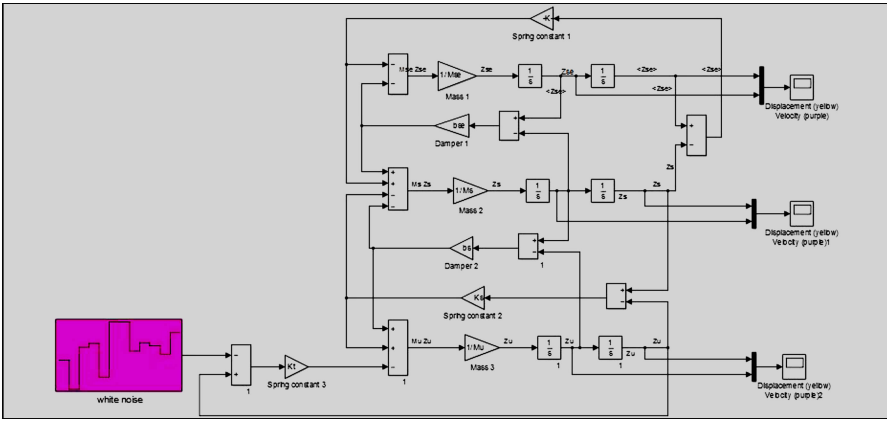 -K-
Spring constant 1
Mse Zse
1/Mse
Mass 1
Zse
1
s
Zse
<Zse>
1
s
<Zse>
<Zse>
<Zse>
Displacement (yellow)
Velocity (purple)
bse
Damper 1
Zs
Ms Zs
1/Ms
Mass 2
Zs
1
s
1
s
Zs
Zs
Displacement (yellow)
Velocity (purple)1
bs
Damper 2
1
Ks
Spring constant 2
white noise
1
Kt
Spring constant 3
1
Mu Zu
1/Mu
Mass 3
Zu
1
s
1
Zu
1
s
1
Zu
Zu
Displacement (yellow)
Velocity (purple)2